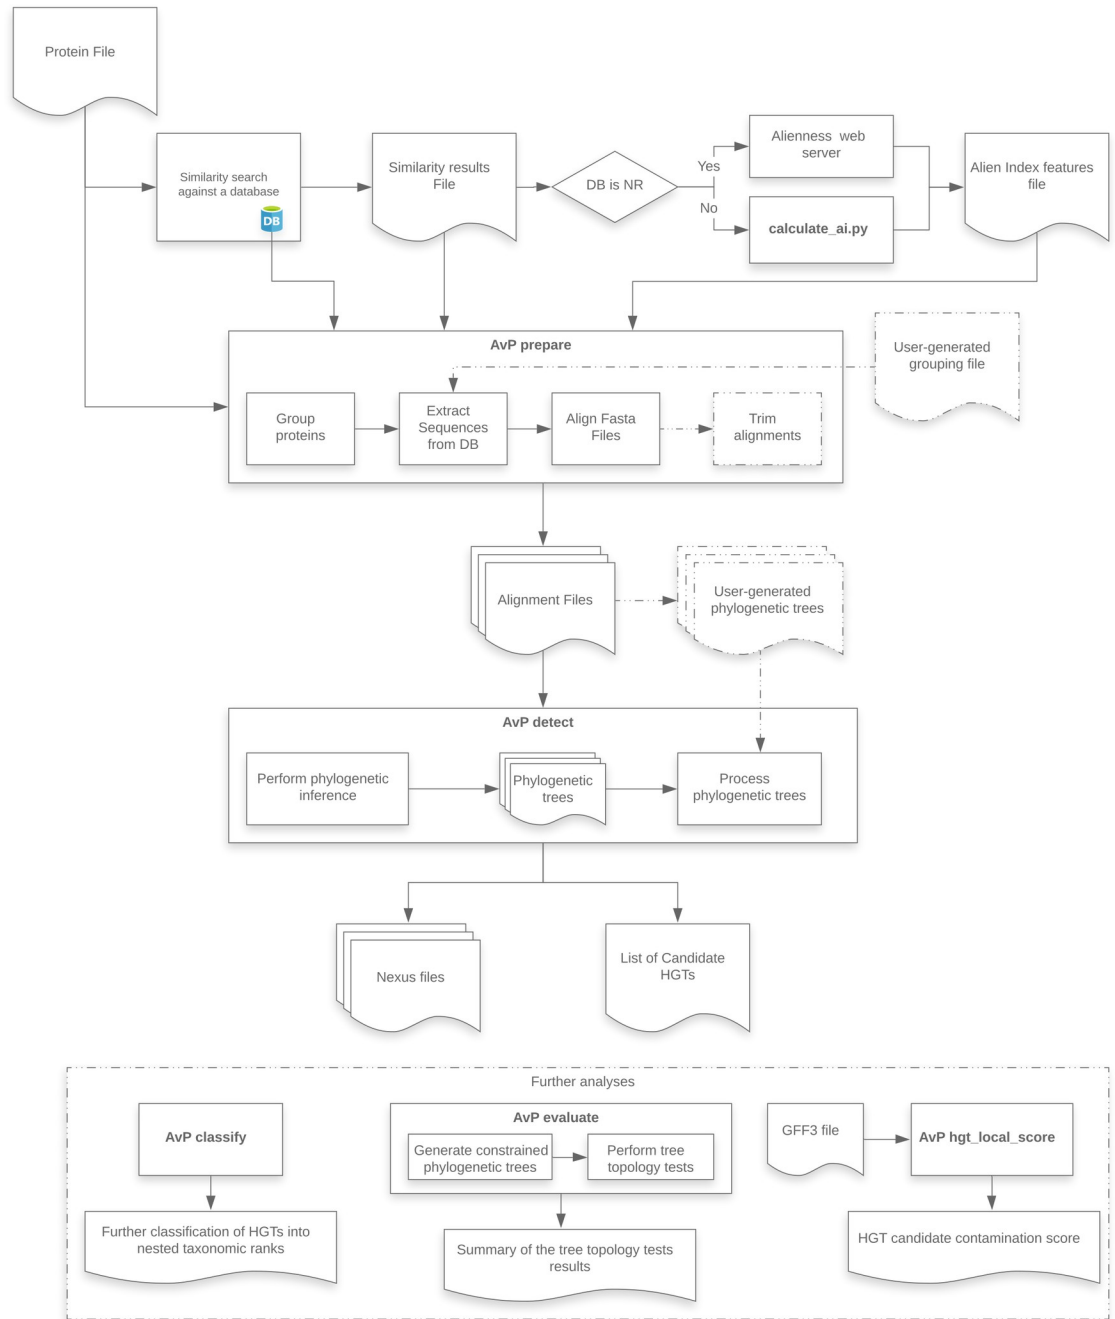 Protein File
Similarity search
against a database
DB
Similarity results
File
DB is NR
Yes
No
Alienness  web
server
calculate_ai.py
Alien Index features
file
AvP prepare
User-generated
grouping file
Group
proteins
Extract
Sequences
from DB
Align Fasta
Files
Trim
alignments
Alignment Files
User-generated
phylogenetic trees
AvP detect
Perform phylogenetic
inference
Phylogenetic
trees
Process
phylogenetic trees
Nexus files
List of Candidate
HGTs
Further analyses
AvP classify
Further classification of HGTs into
nested taxonomic ranks
AvP evaluate
Generate constrained
phylogenetic trees
Perform tree
topology tests
Summary of the tree topology tests
results
GFF3 file
AvP hgt_local_score
HGT candidate contamination score